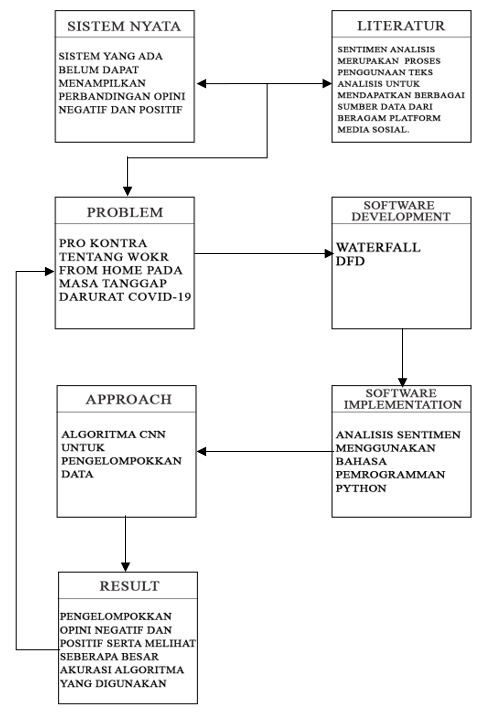 SISTEM NYATA
SISTEM YANG ADA
BELUM DAPAT
MENAMPILKAN
PERBANDINGAN OPINI
NEGATIF DAN POSITIF
LITERATUR
SENTIMEN ANALISIS
MERUPAKAN PROSES
PENGGUNAAN TEKS
ANALISIS UNTUK
MENDAPATKAN BERBAGAI
SUMBER DATA DARI
BERAGAM PLATFORM
MEDIA SOSIAL.
PROBLEM
PRO KONTRA
TENTANG WOKR
FROM HOME PADA
MASA TANGGAP
DARURAT COVID-19
SOFTWARE
DEVELOPMENT
WATERFALL
DFD
APPROACH
ALGORITMA CNN
UNTUK
PENGELOMPOKKAN
DATA
SOFTWARE
IMPLEMENTATION
ANALISIS SENTIMEN
MENGGUNAKAN
BAHASA
PEMROGRAMMAN
PYTHON
RESULT
PENGELOMPOKKAN
OPINI NEGATIF DAN
POSITIF SERTA MELIHAT
SEBERAPA BESAR
AKURASI ALGORITMA
YANG DIGUNAKAN